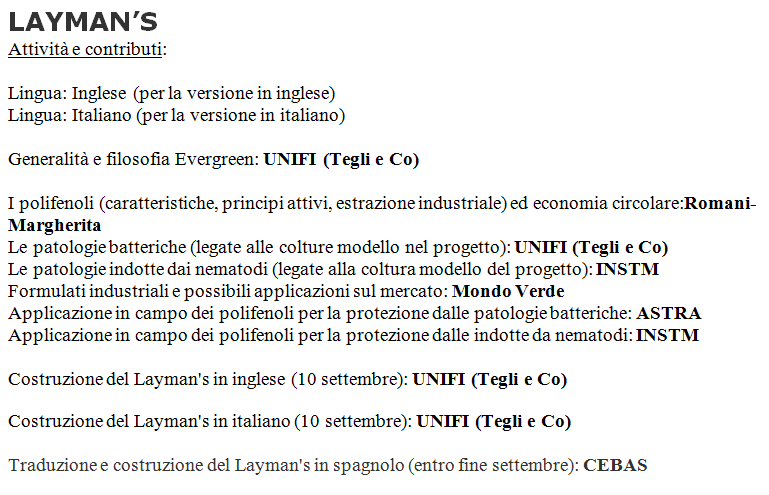 LAYMAN’S
Attività e contributi:
Lingua: Inglese (per la versione in inglese)
Lingua: Italiano (per la versione in italiano)
Generalità e filosofia Evergreen: UNIFI (Tegli e Co)
I polifenoli (caratteristiche, principi attivi, estrazione industriale) ed economia circolare:Romani-
Margherita
Le patologie batteriche (legate alle colture modello nel progetto): UNIFI (Tegli e Co)
Le patologie indotte dai nematodi (legate alla coltura modello del progetto): INSTM
Formulati industriali e possibili applicazioni sul mercato: Mondo Verde
Applicazione in campo dei polifenoli per la protezione dalle patologie batteriche: ASTRA
Applicazione in campo dei polifenoli per la protezione dalle indotte da nematodi: INSTM
Costruzione del Layman's in inglese (10 settembre): UNIFI (Tegli e Co)
Costruzione del Layman's in italiano (10 settembre): UNIFI (Tegli e Co)
Traduzione e costruzione del Layman's in spagnolo (entro fine settembre): CEBAS